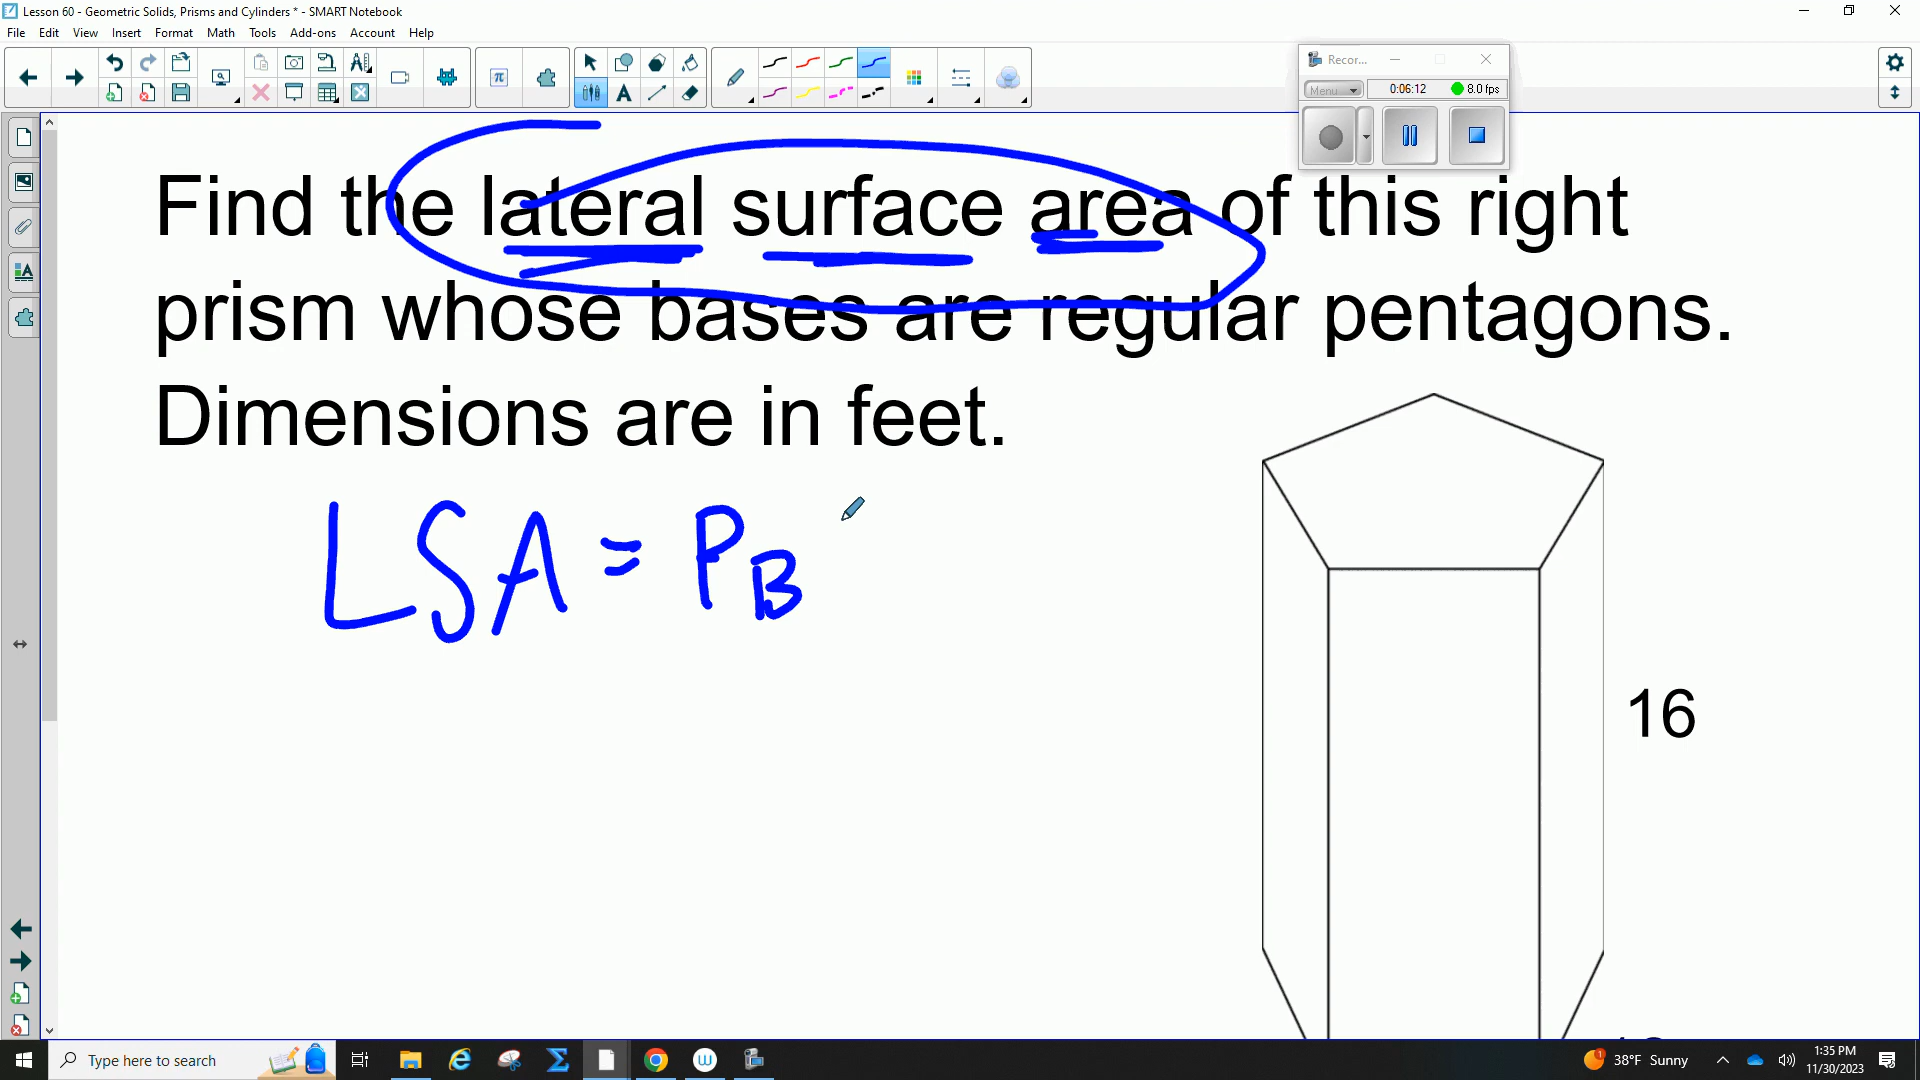 Lesson 60 - Geometric Solids, Prisms and Cylinders * - SMART Notebook
File Edit View Insert Format Math Tools Add-ons Account Help
Recor...
Menu 0:06:12 8.0 fps
Find the lateral surface area of this right
prism whose bases are regular pentagons.
Dimensions are in feet.
LSA = PB
16
Type here to search
38°F Sunny
1:35 PM
11/30/2023